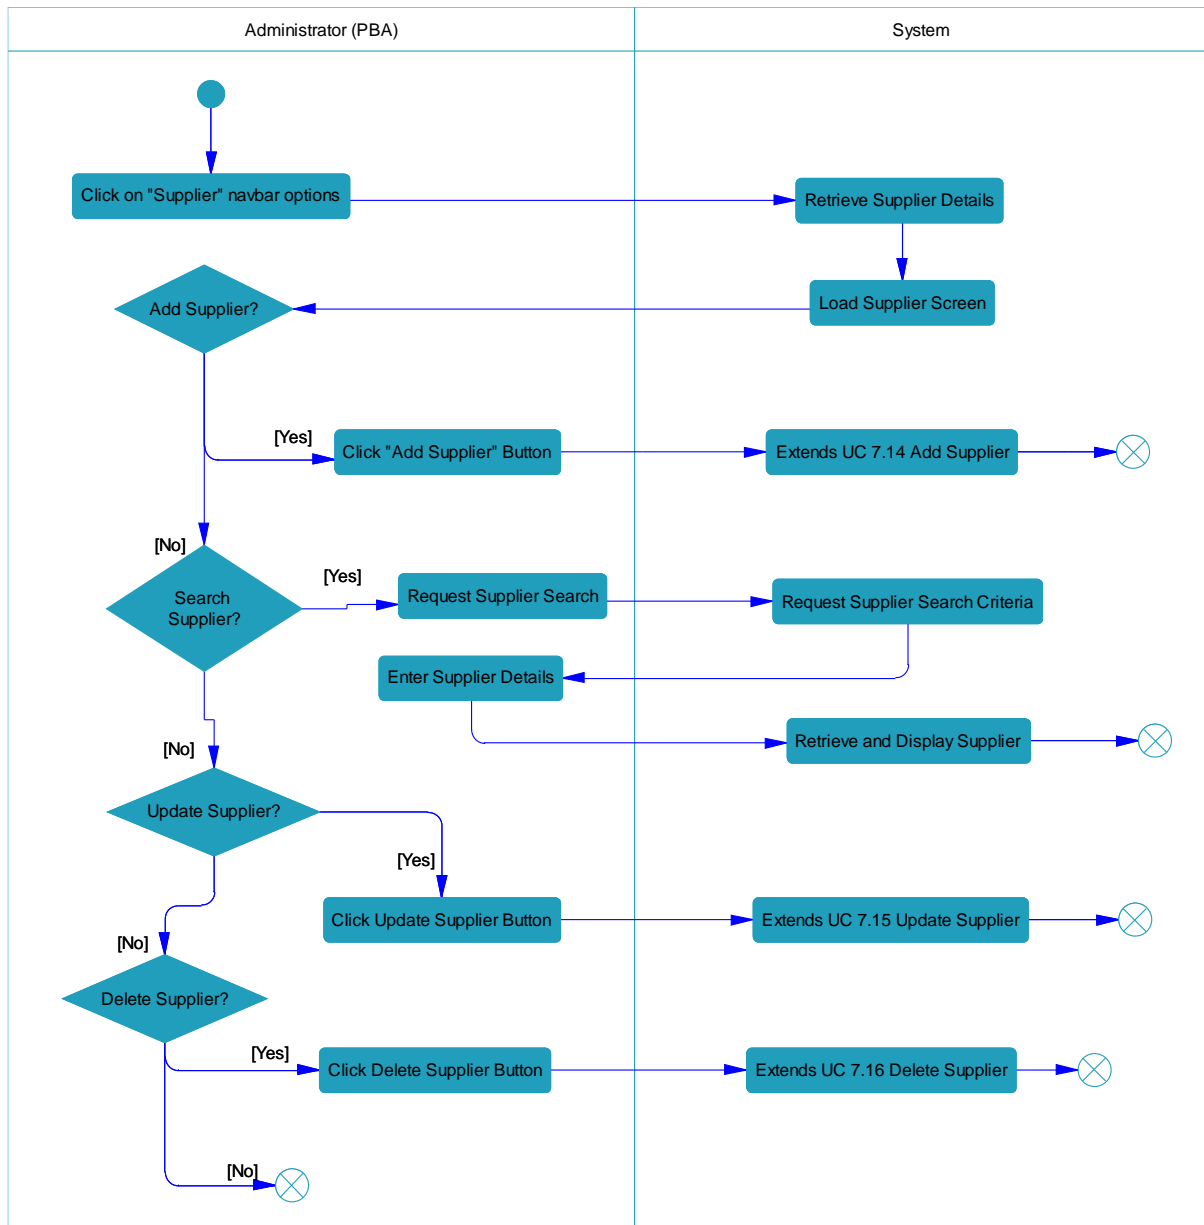 Administrator (PBA)
System
Click on "Supplier" navbar options
Retrieve Supplier Details
Load Supplier Screen
Add Supplier?
[Yes]
Click "Add Supplier" Button
Extends UC 7.14 Add Supplier
[No]
Search
Supplier?
[Yes]
Request Supplier Search
Request Supplier Search Criteria
Enter Supplier Details
Retrieve and Display Supplier
[No]
Update Supplier?
[Yes]
Click Update Supplier Button
Extends UC 7.15 Update Supplier
[No]
Delete Supplier?
[Yes]
Click Delete Supplier Button
Extends UC 7.16 Delete Supplier
[No]